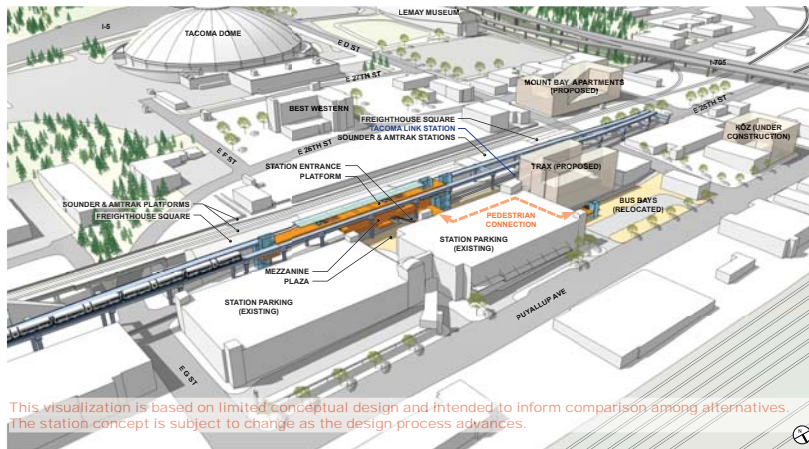 LEMAY MUSEUM
I-5
TACOMA DOME
E D ST
I-705
E 27TH ST
MOUNT BAY APARTMENTS
(PROPOSED)
BEST WESTERN
E 25TH ST
FREIGHTHOUSE SQUARE
TACOMA LINK STATION
SOUNDER & AMTRAK STATIONS
KÖZ (UNDER
CONSTRUCTION)
E 26TH ST
E F ST
STATION ENTRANCE
PLATFORM
TRAX (PROPOSED)
SOUNDER & AMTRAK PLATFORMS
FREIGHTHOUSE SQUARE
BUS BAYS
(RELOCATED)
PEDESTRIAN
CONNECTION
STATION PARKING
(EXISTING)
MEZZANINE
PLAZA
STATION PARKING
(EXISTING)
PUYALLUP AVE
E G ST
This visualization is based on limited conceptual design and intended to inform comparison among alternatives.
The station concept is subject to change as the design process advances.
N